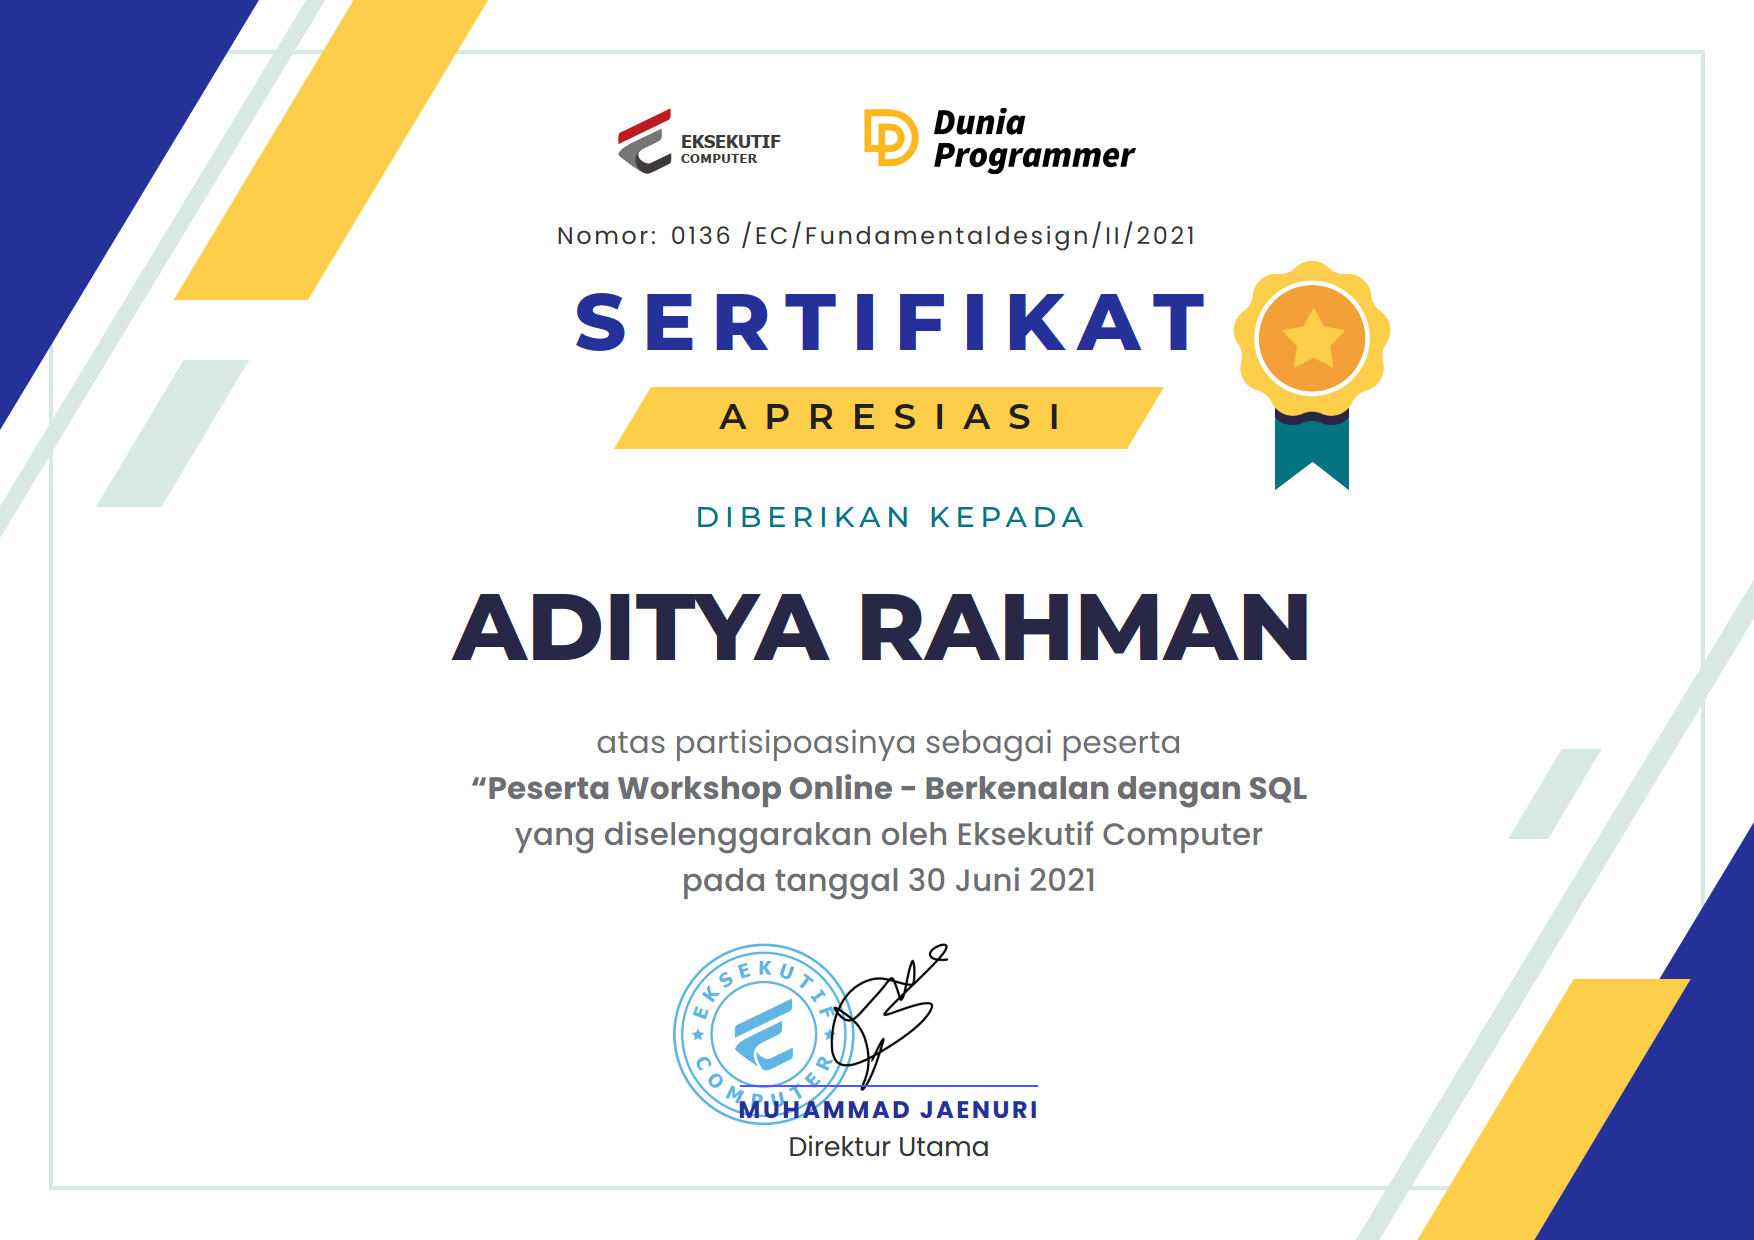 EKSEKUTIF
COMPUTER
Dunia
Programmer
Nomor: 0136 /EC/Fundamentaldesign/II/2021
SERTIFIKAT
APRESIASI
DIBERIKAN KEPADA
ADITYA RAHMAN
atas partisipoasinya sebagai peserta
“Peserta Workshop Online - Berkenalan dengan SQL
yang diselenggarakan oleh Eksekutif Computer
pada tanggal 30 Juni 2021
EKSEKUTIF
COMPUTER
MUHAMMAD JAENURI
Direktur Utama